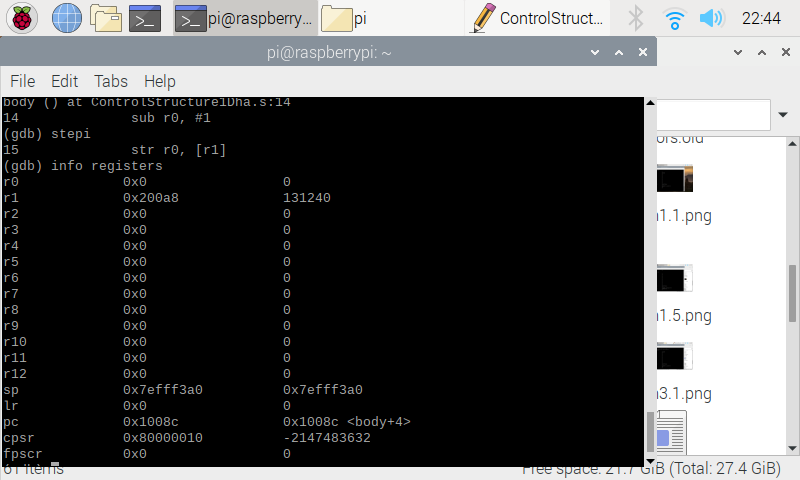 pi@raspberry... pi ControlStruct... 22:44
pi@raspberrypi: ~
File Edit Tabs Help
body () at ControlStructure1Dha.s:14
14 sub r0, #1
(gdb) stepi
15 str r0, [r1]
(gdb) info registers
r0 0x0 0
r1 0x200a8 131240
r2 0x0 0
r3 0x0 0
r4 0x0 0
r5 0x0 0
r6 0x0 0
r7 0x0 0
r8 0x0 0
r9 0x0 0
r10 0x0 0
r11 0x0 0
r12 0x0 0
sp 0x7efff3a0 0x7efff3a0
lr 0x0 0
pc 0x1008c 0x1008c <body+4>
cpsr 0x80000010 -2147483632
fpscr 0x0 0
ors.old
1.1.png
1.5.png
3.1.png
61 items Free space: 21.7 GiB (Total: 27.4 GiB)